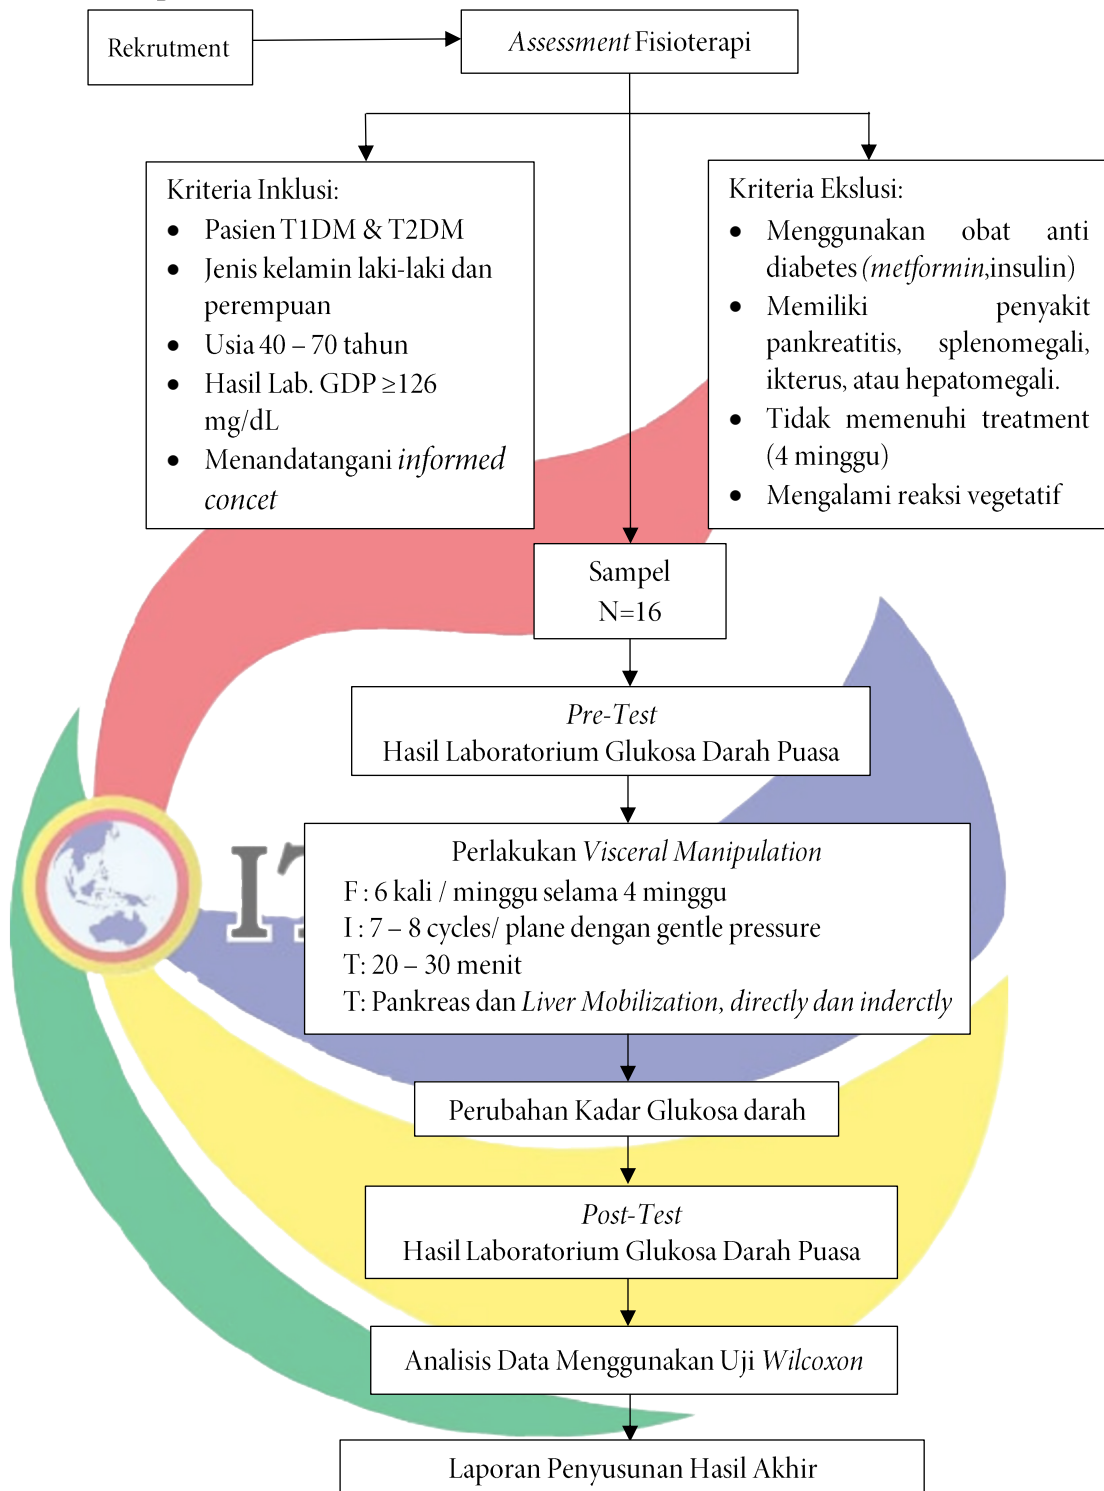 Rekrutment
Assessment Fisioterapi
Kriteria Inklusi:
• Pasien T1DM & T2DM
• Jenis kelamin laki-laki dan
perempuan
• Usia 40 – 70 tahun
• Hasil Lab. GDP ≥126
mg/dL
• Menandatangani informed
concet
Kriteria Ekslusi:
• Menggunakan obat anti
diabetes (metformin,insulin)
• Memiliki penyakit
pankreatitis, splenomegali,
ikterus, atau hepatomegali.
• Tidak memenuhi treatment
(4 minggu)
• Mengalami reaksi vegetatif
Sampel
N=16
Pre-Test
Hasil Laboratorium Glukosa Darah Puasa
Perlakukan Visceral Manipulation
F : 6 kali / minggu selama 4 minggu
I : 7 – 8 cycles/ plane dengan gentle pressure
T: 20 – 30 menit
T: Pankreas dan Liver Mobilization, directly dan inderctly
Perubahan Kadar Glukosa darah
Post-Test
Hasil Laboratorium Glukosa Darah Puasa
Analisis Data Menggunakan Uji Wilcoxon
Laporan Penyusunan Hasil Akhir